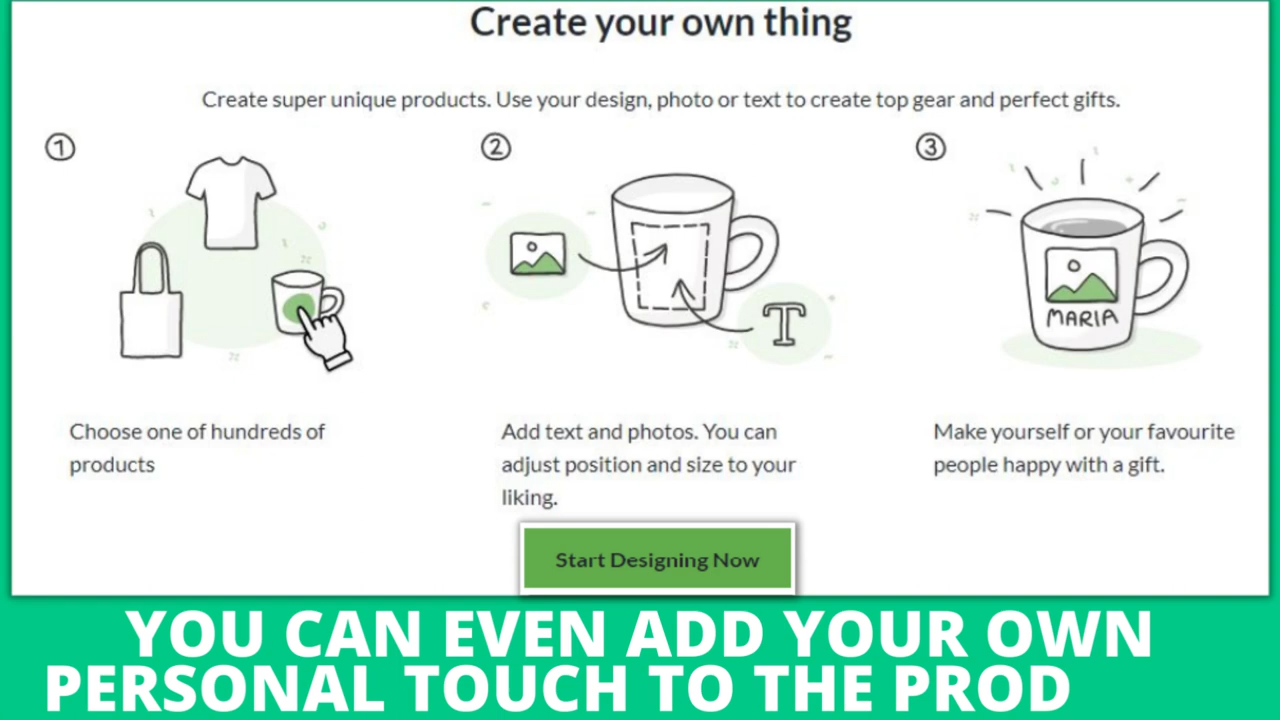 Create your own thing
Create super unique products. Use your design, photo or text to create top gear and perfect gifts.
1
2
3
T
MARIA
Choose one of hundreds of
products
Add text and photos. You can
adjust position and size to your
liking.
Make yourself or your favourite
people happy with a gift.
Start Designing Now
YOU CAN EVEN ADD YOUR OWN
PERSONAL TOUCH TO THE PROD